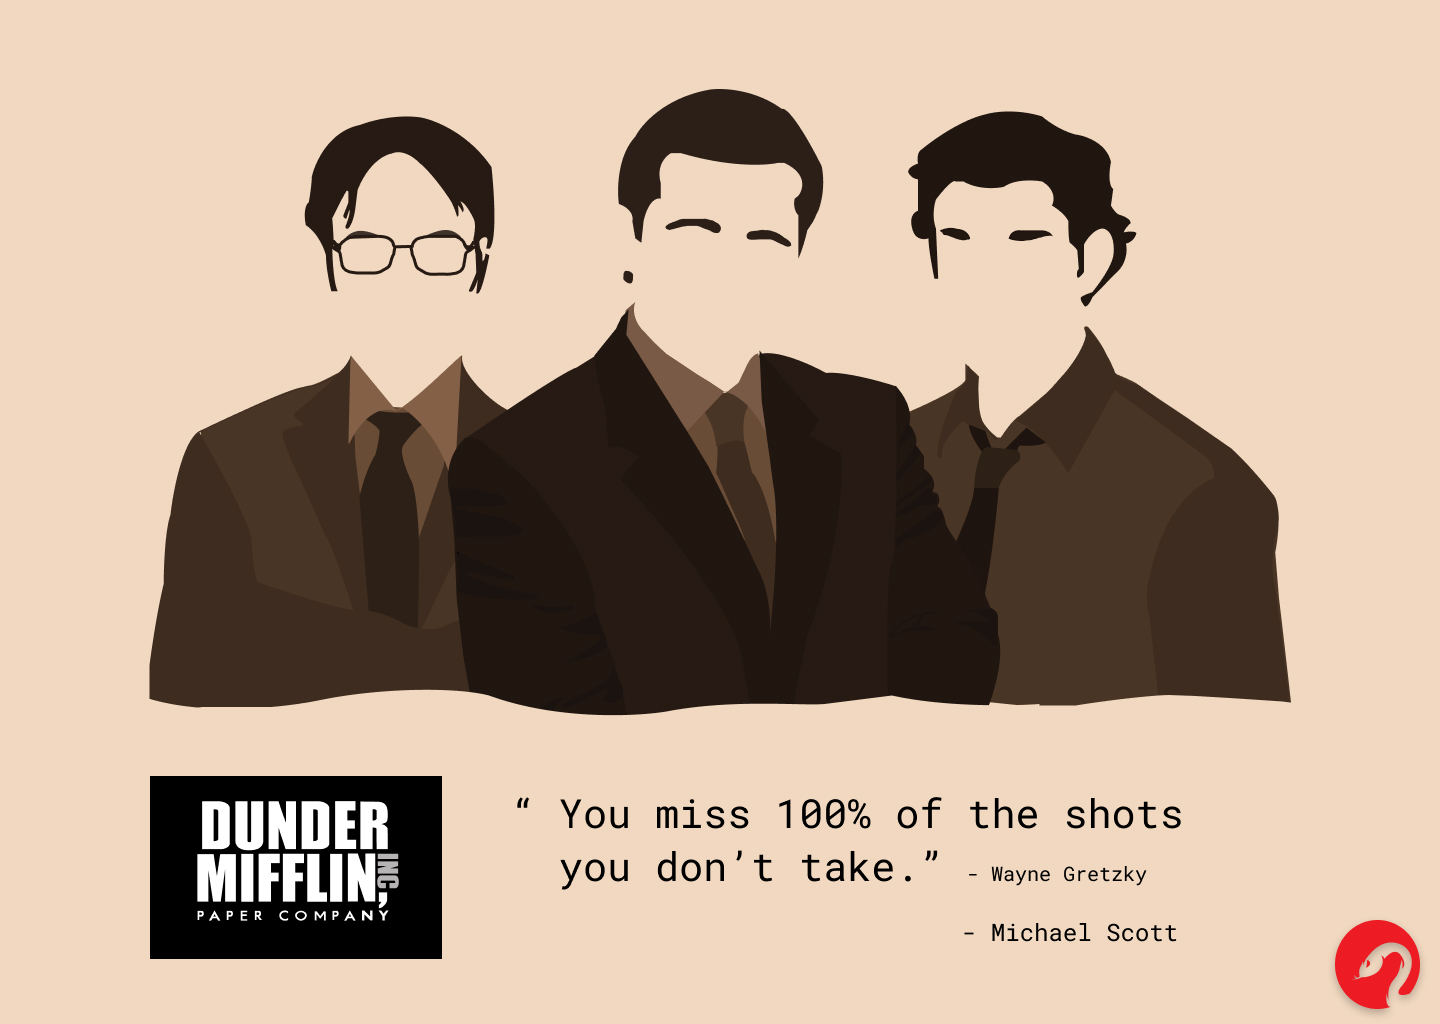 DUNDER
MIFFLIN, INC
PAPER COMPANY
“ You miss 100% of the shots
you don’t take.” - Wayne Gretzky
- Michael Scott